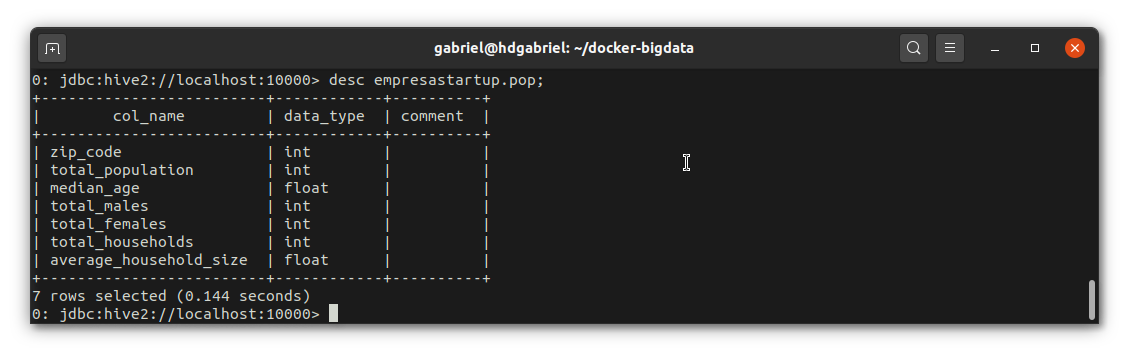 gabriel@hdgabriel: ~/docker-bigdata
0: jdbc:hive2://localhost:10000> desc empresastartup.pop;
+-------------------------+------------+----------+
|        col_name         | data_type  | comment  |
+-------------------------+------------+----------+
| zip_code                | int        |          |
| total_population        | int        |          |
| median_age              | float      |          |
| total_males             | int        |          |
| total_females           | int        |          |
| total_households        | int        |          |
| average_household_size  | float      |          |
+-------------------------+------------+----------+
7 rows selected (0.144 seconds)
0: jdbc:hive2://localhost:10000>